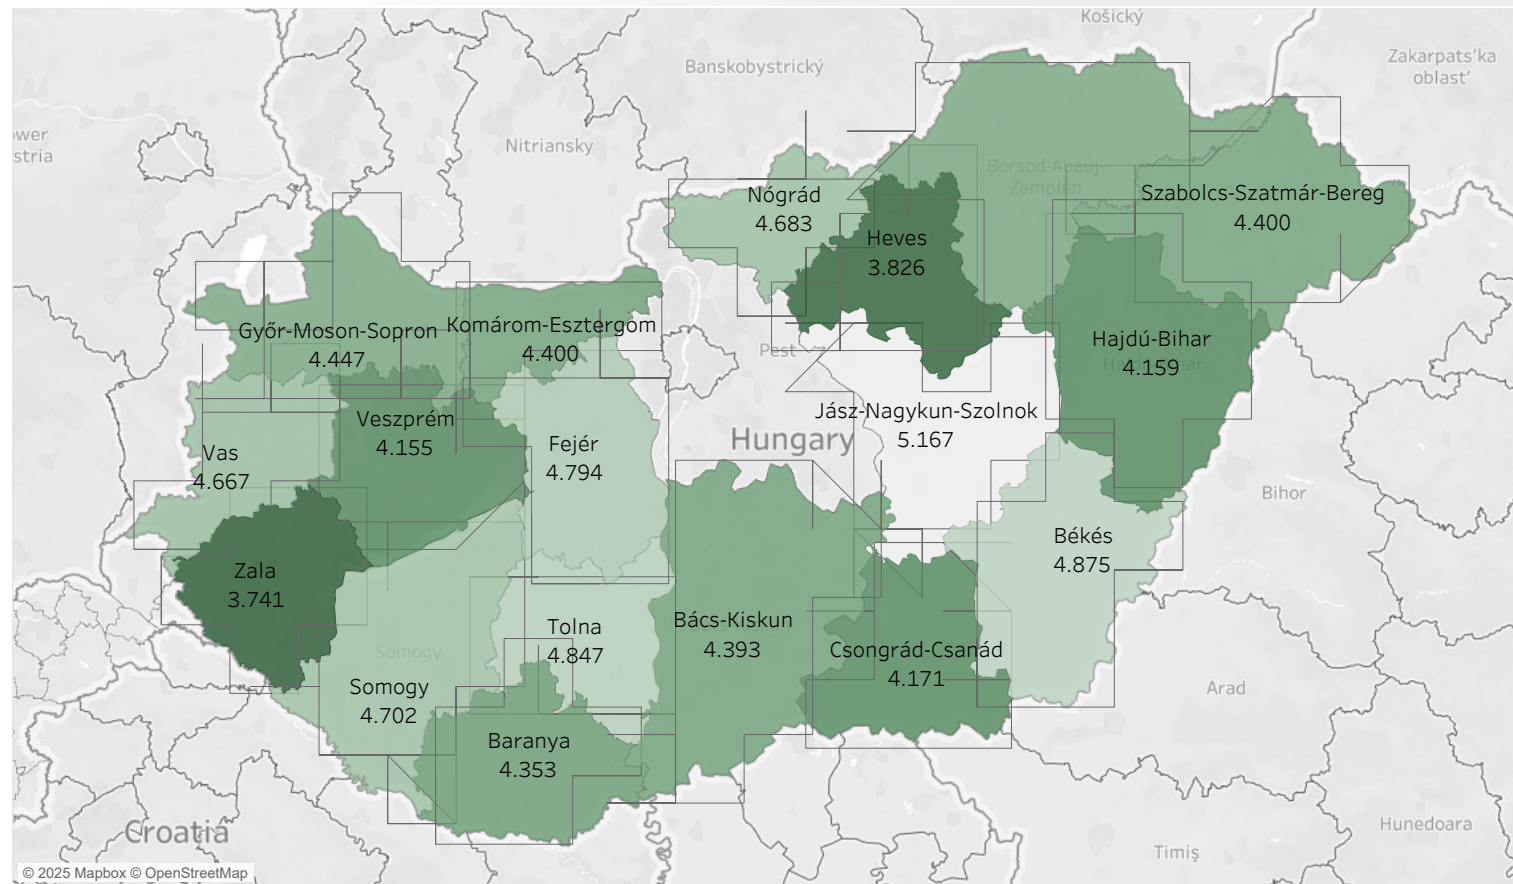 Košický
Zakarpats'ka
oblast'
Banskobystrický
ower
stria
Nitriansky
Borsod-Abaúj-
Zemplén
Szabolcs-Szatmár-Bereg
4.400
Nógrád
4.683
Heves
3.826
Győr-Moson-Sopron
4.447
Komárom-Esztergom
4.400
Pest
Hajdú-Bihar
4.159
Veszprém
4.155
Jász-Nagykun-Szolnok
5.167
Hungary
Fejér
4.794
Vas
4.667
Bihor
Békés
4.875
Zala
3.741
Bács-Kiskun
4.393
Tolna
4.847
Csongrád-Csanád
4.171
Somogy
Somogy
4.702
Arad
Baranya
4.353
Croatia
Hunedoara
Timiş
© 2025 Mapbox © OpenStreetMap